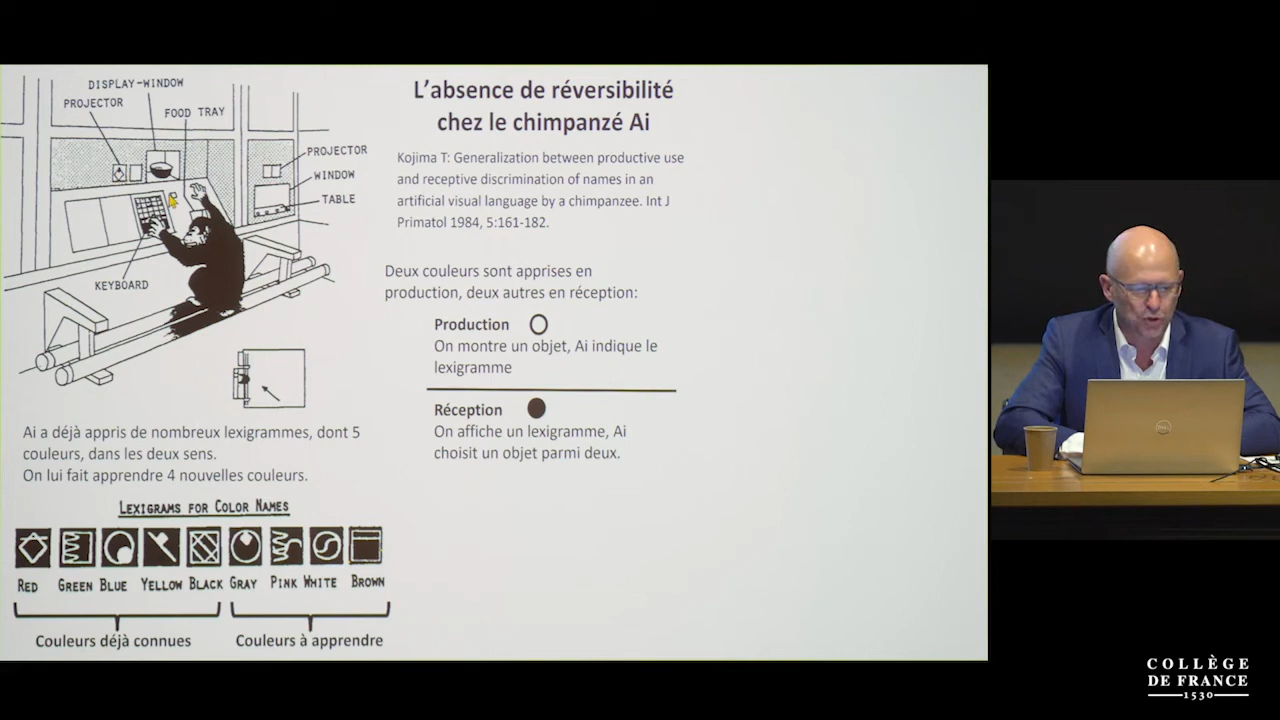 DISPLAY-WINDOW
PROJECTOR
FOOD TRAY
PROJECTOR
WINDOW
TABLE
KEYBOARD
L'absence de réversibilité
chez le chimpanzé Ai
Kojima T: Generalization between productive use
and receptive discrimination of names in an
artificial visual language by a chimpanzee. Int J
Primatol 1984, 5:161-182.
Deux couleurs sont apprises en
production, deux autres en réception:
Production
On montre un objet, Ai indique le
lexigramme
Réception
On affiche un lexigramme, Ai
choisit un objet parmi deux.
Ai a déjà appris de nombreux lexigrammes, dont 5
couleurs, dans les deux sens.
On lui fait apprendre 4 nouvelles couleurs.
LEXIGRAMS FOR COLOR NAMES
RED GREEN BLUE YELLOW BLACK GRAY PINK WHITE BROWN
Couleurs déjà connues Couleurs à apprendre
DELL
COLLÈGE
DE FRANCE
1530